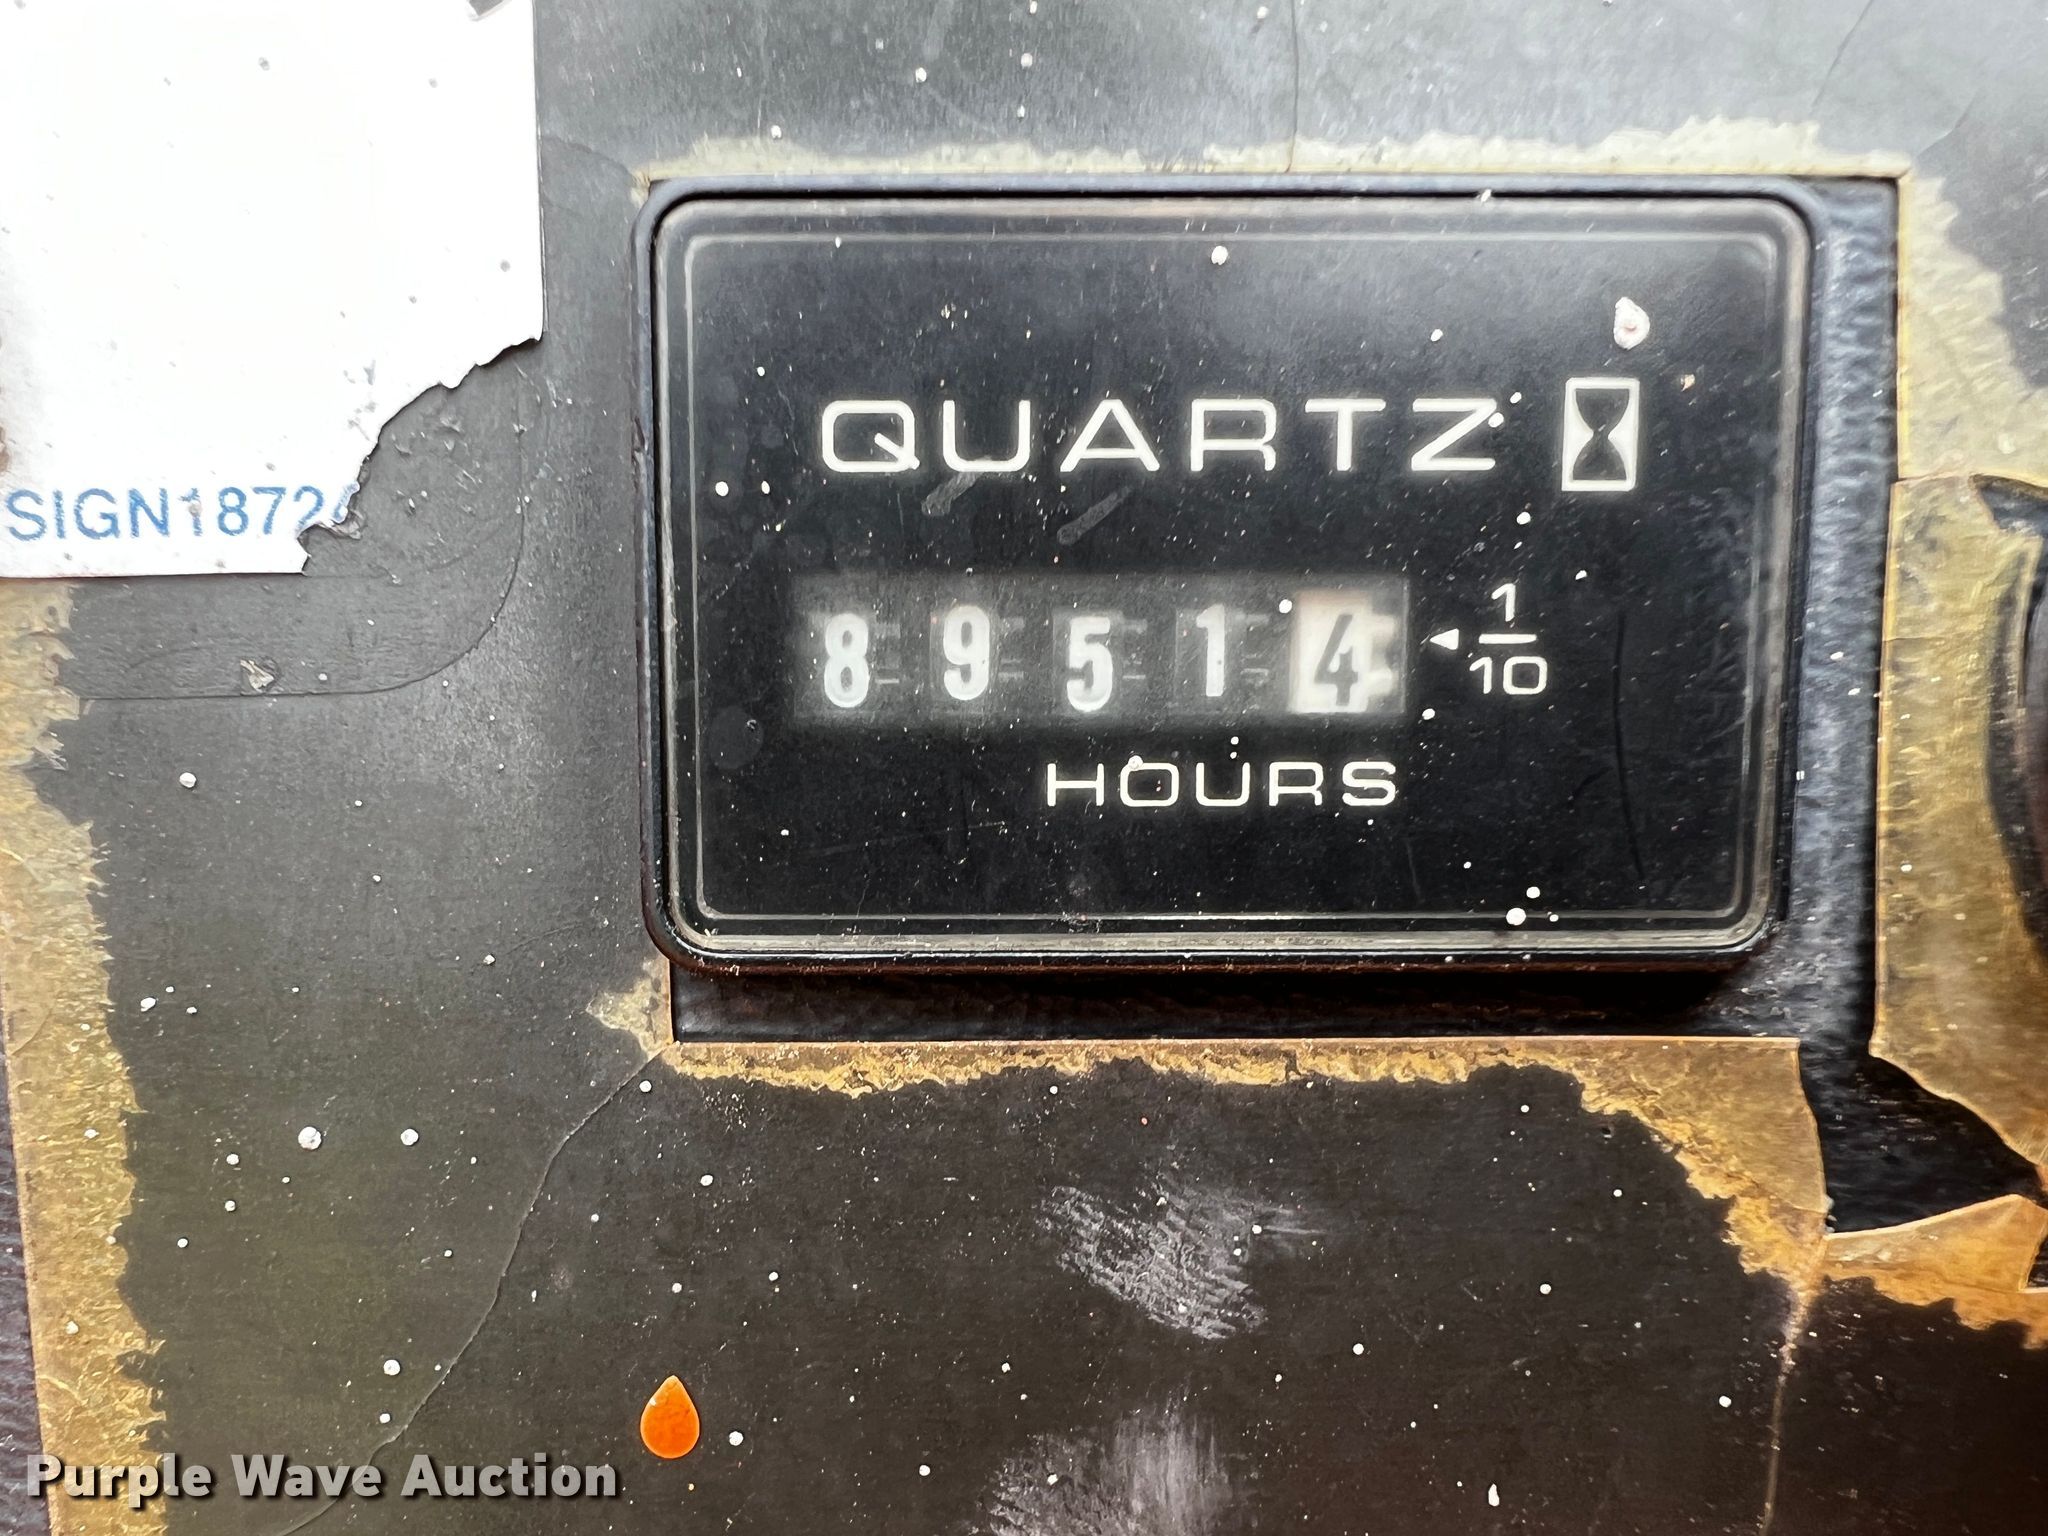 SIGN1872
QUARTZ
8 9 5 1 4
1
10
HOURS
Purple Wave Auction